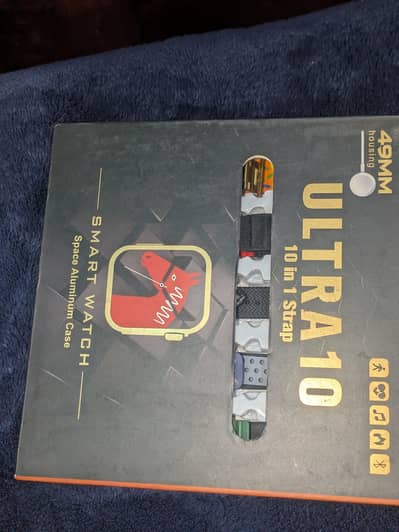 49MM
housing
ULTRA10
10 in 1 Strap
SMART WATCH
Space Aluminum Case